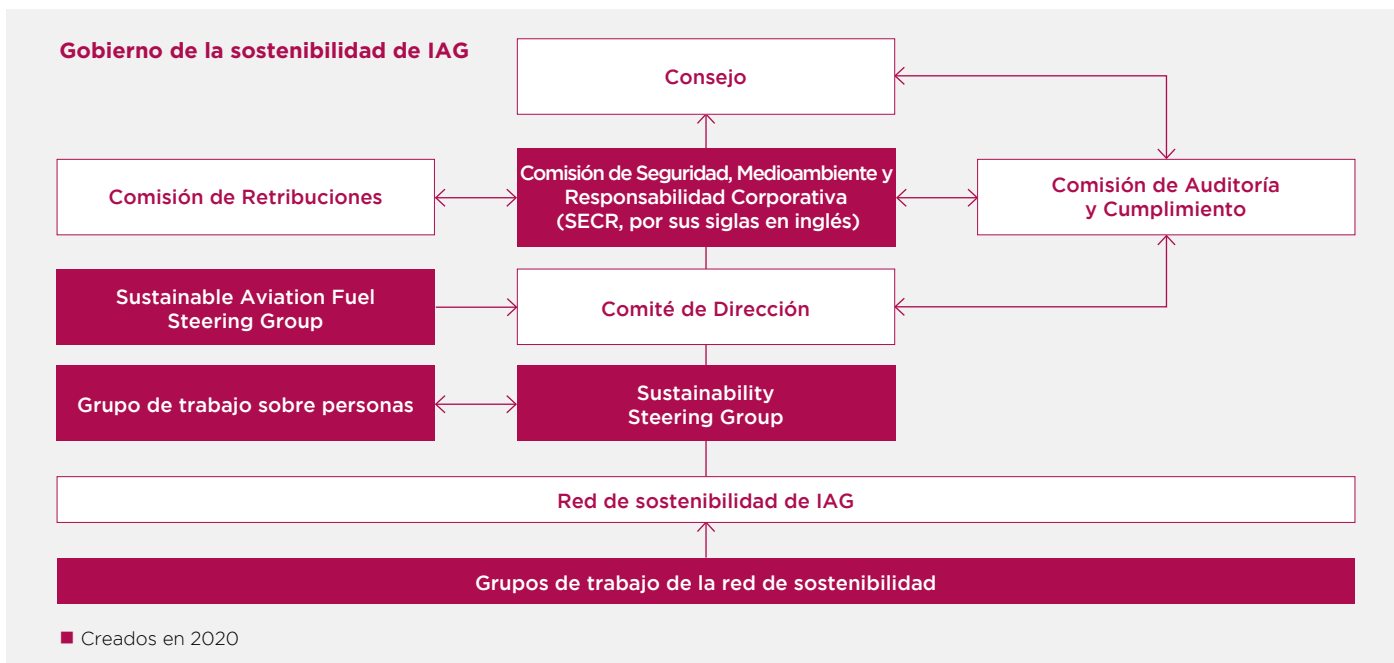 Gobierno de la sostenibilidad de IAG
Consejo
Comisión de Retribuciones
Comisión de Seguridad, Medioambiente y
Responsabilidad Corporativa
(SECR, por sus siglas en inglés)
Comisión de Auditoría
y Cumplimiento
Sustainable Aviation Fuel
Steering Group
Comité de Dirección
Grupo de trabajo sobre personas
Sustainability
Steering Group
Red de sostenibilidad de IAG
Grupos de trabajo de la red de sostenibilidad
Creados en 2020